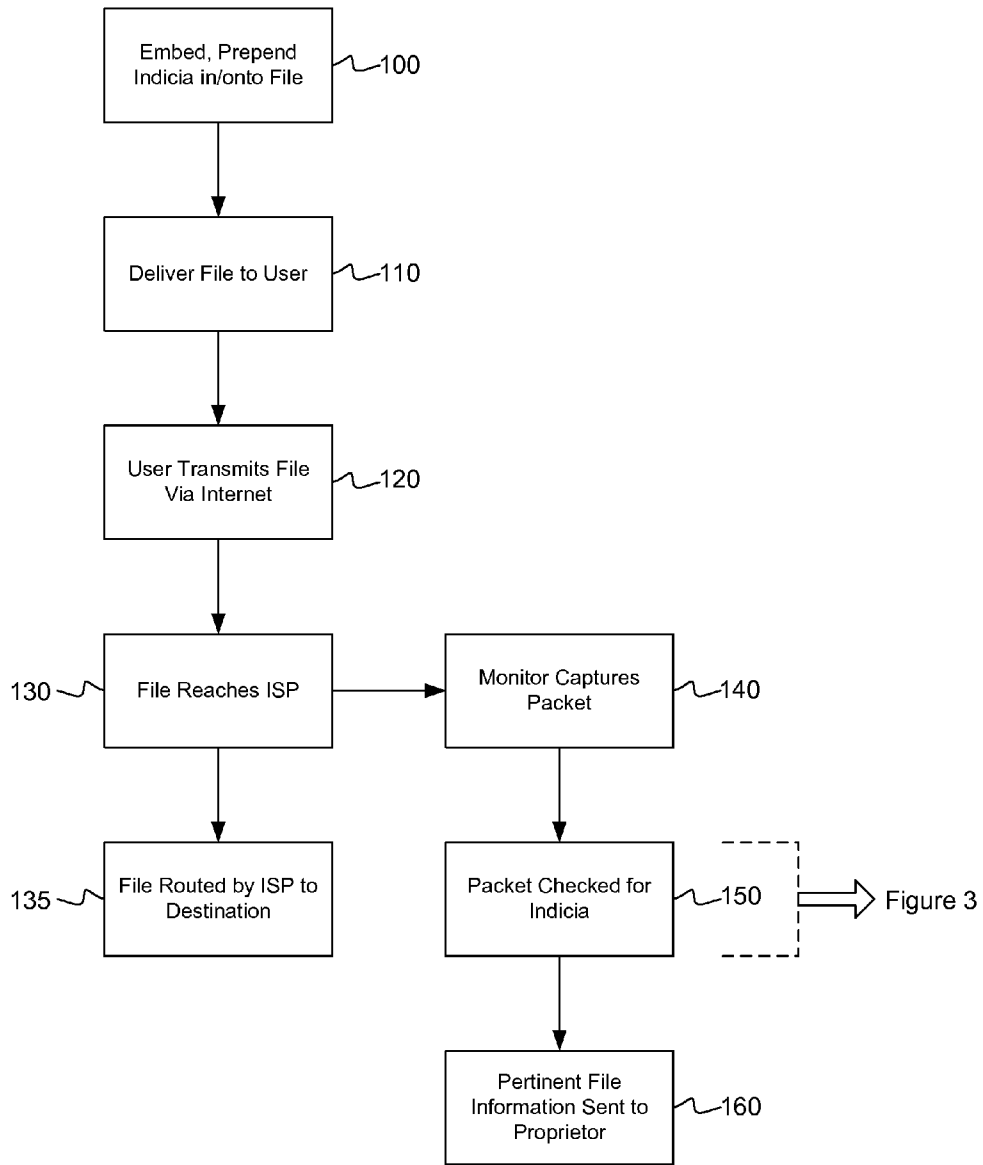 Embed, Prepend
Indicia in/onto File
100
Deliver File to User
110
User Transmits File
Via Internet
120
130
File Reaches ISP
Monitor Captures
Packet
140
135
File Routed by ISP to
Destination
Packet Checked for
Indicia
150
Figure 3
Pertinent File
Information Sent to
Proprietor
160